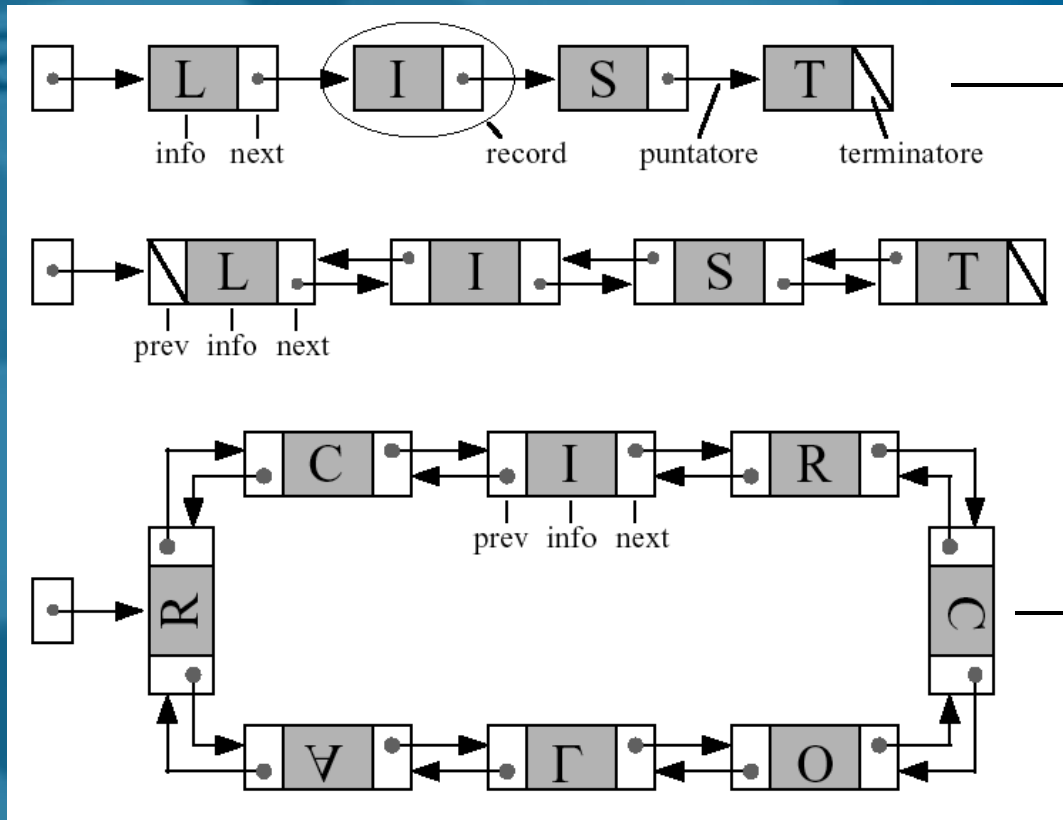 L I S T
info next record puntatore terminatore
L I S T
prev info next
C I R
prev info next
R C
A L O